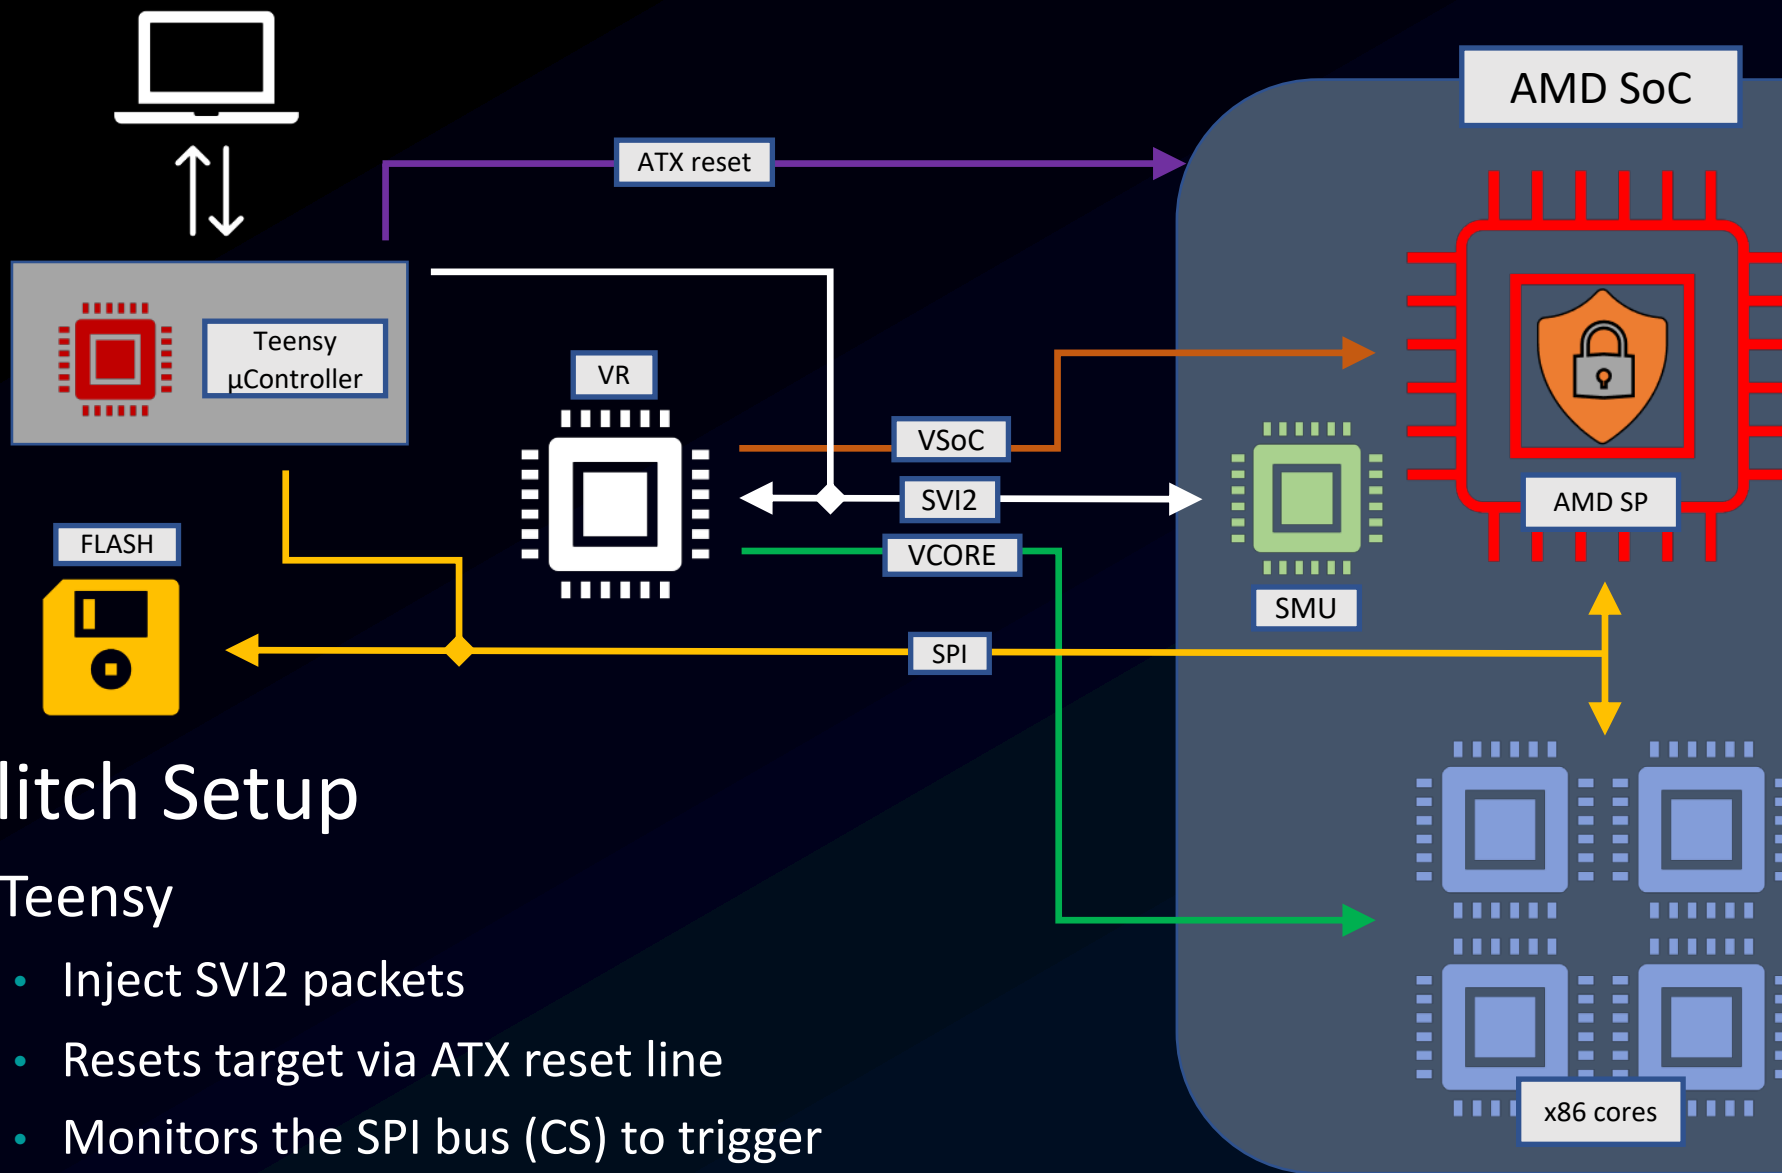 AMD SoC
ATX reset
Teensy
µController
VR
VSoC
SVI2
AMD SP
FLASH
VCORE
SMU
SPI
litch Setup
Teensy
• Inject SVI2 packets
• Resets target via ATX reset line
• Monitors the SPI bus (CS) to trigger
x86 cores